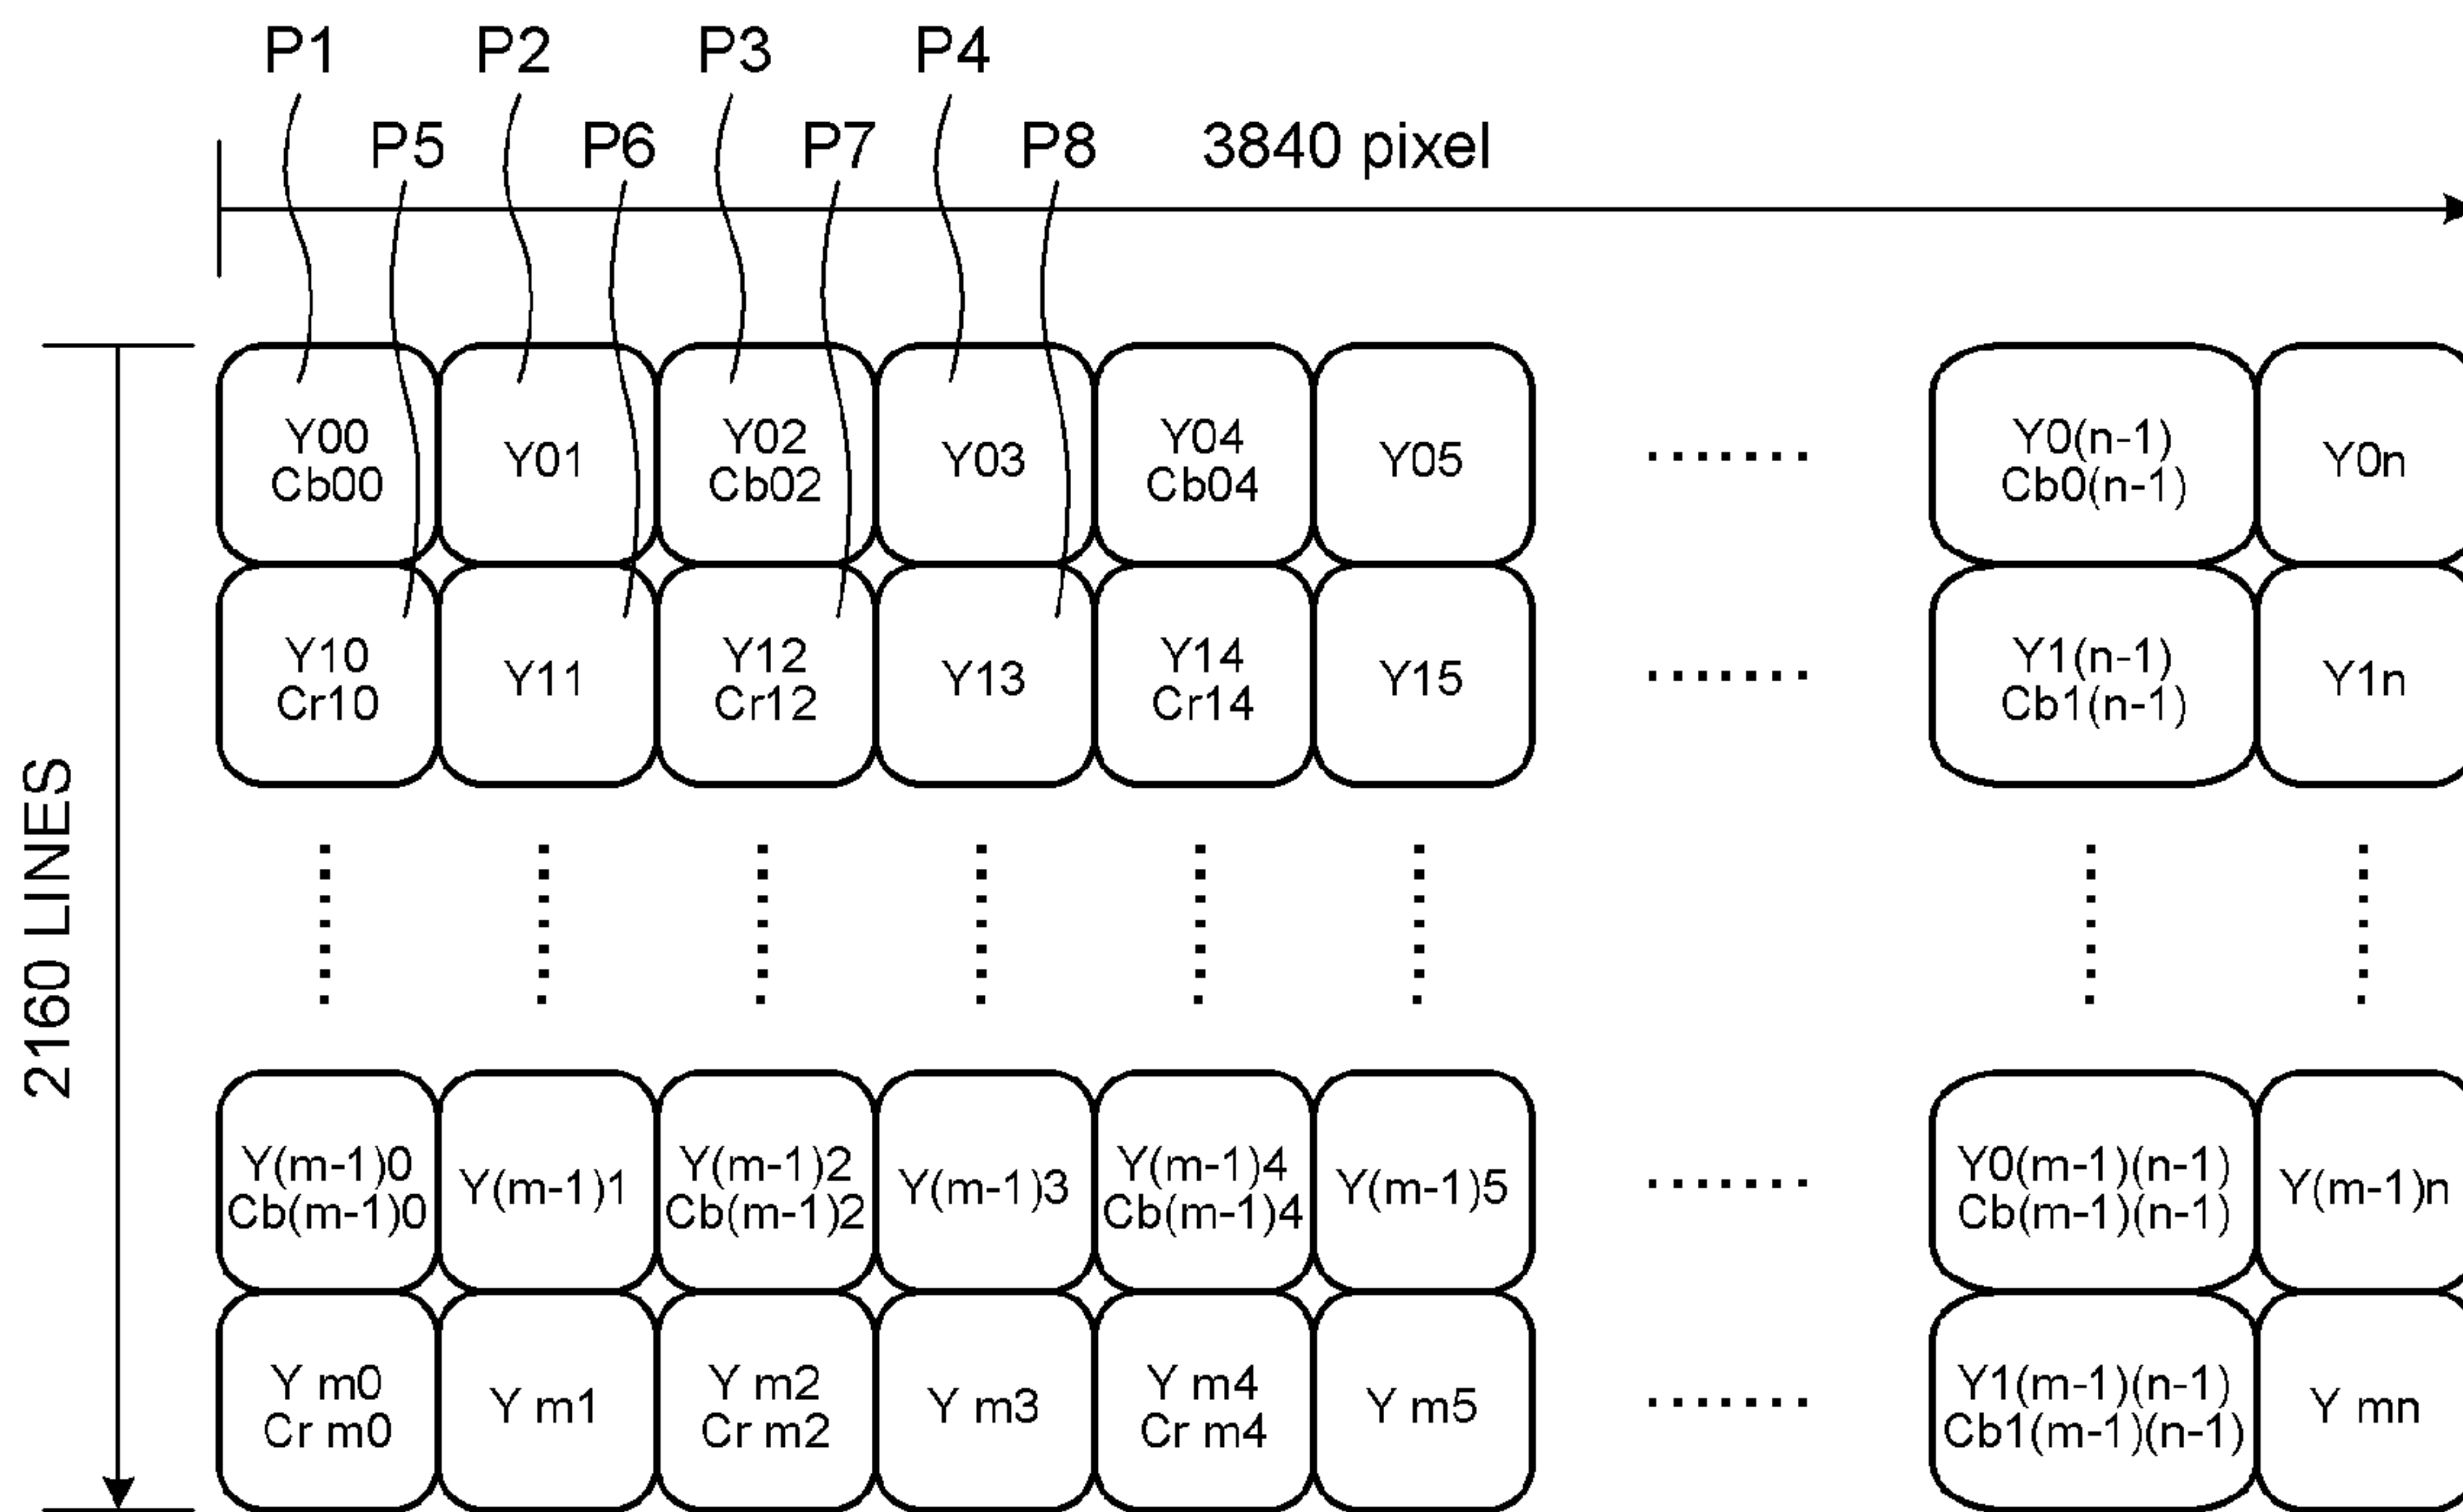 P1 P2 P3 P4
P5 P6 P7 P8 3840 pixel
2160 LINES
Y00 Y01 Y02 Y03 Y04 Y05 ....... Y0(n-1) Y0n
Cb00 Cb02 Cb04 Cb0(n-1)
Y10 Y11 Y12 Y13 Y14 Y15 ....... Y1(n-1) Y1n
Cr10 Cr12 Cr14 Cb1(n-1)
Y(m-1)0 Y(m-1)1 Y(m-1)2 Y(m-1)3 Y(m-1)4 Y(m-1)5 ....... Y0(m-1)(n-1) Y(m-1)n
Cb(m-1)0 Cb(m-1)2 Cb(m-1)4 Cb(m-1)(n-1)
Y m0 Y m1 Y m2 Y m3 Y m4 Y m5 ....... Y1(m-1)(n-1) Y mn
Cr m0 Cr m2 Cr m4 Cb1(m-1)(n-1)